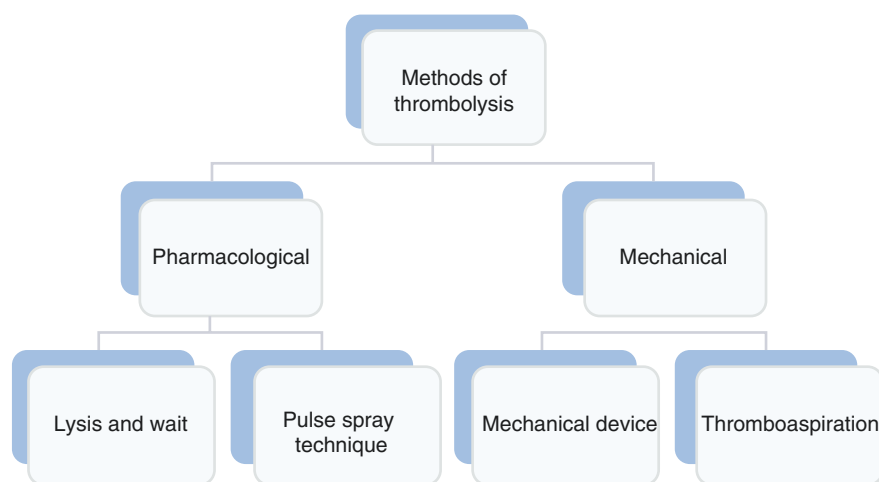 Methods of
thrombolysis
Pharmacological
Mechanical
Lysis and wait
Pulse spray
technique
Mechanical device
Thromboaspiration